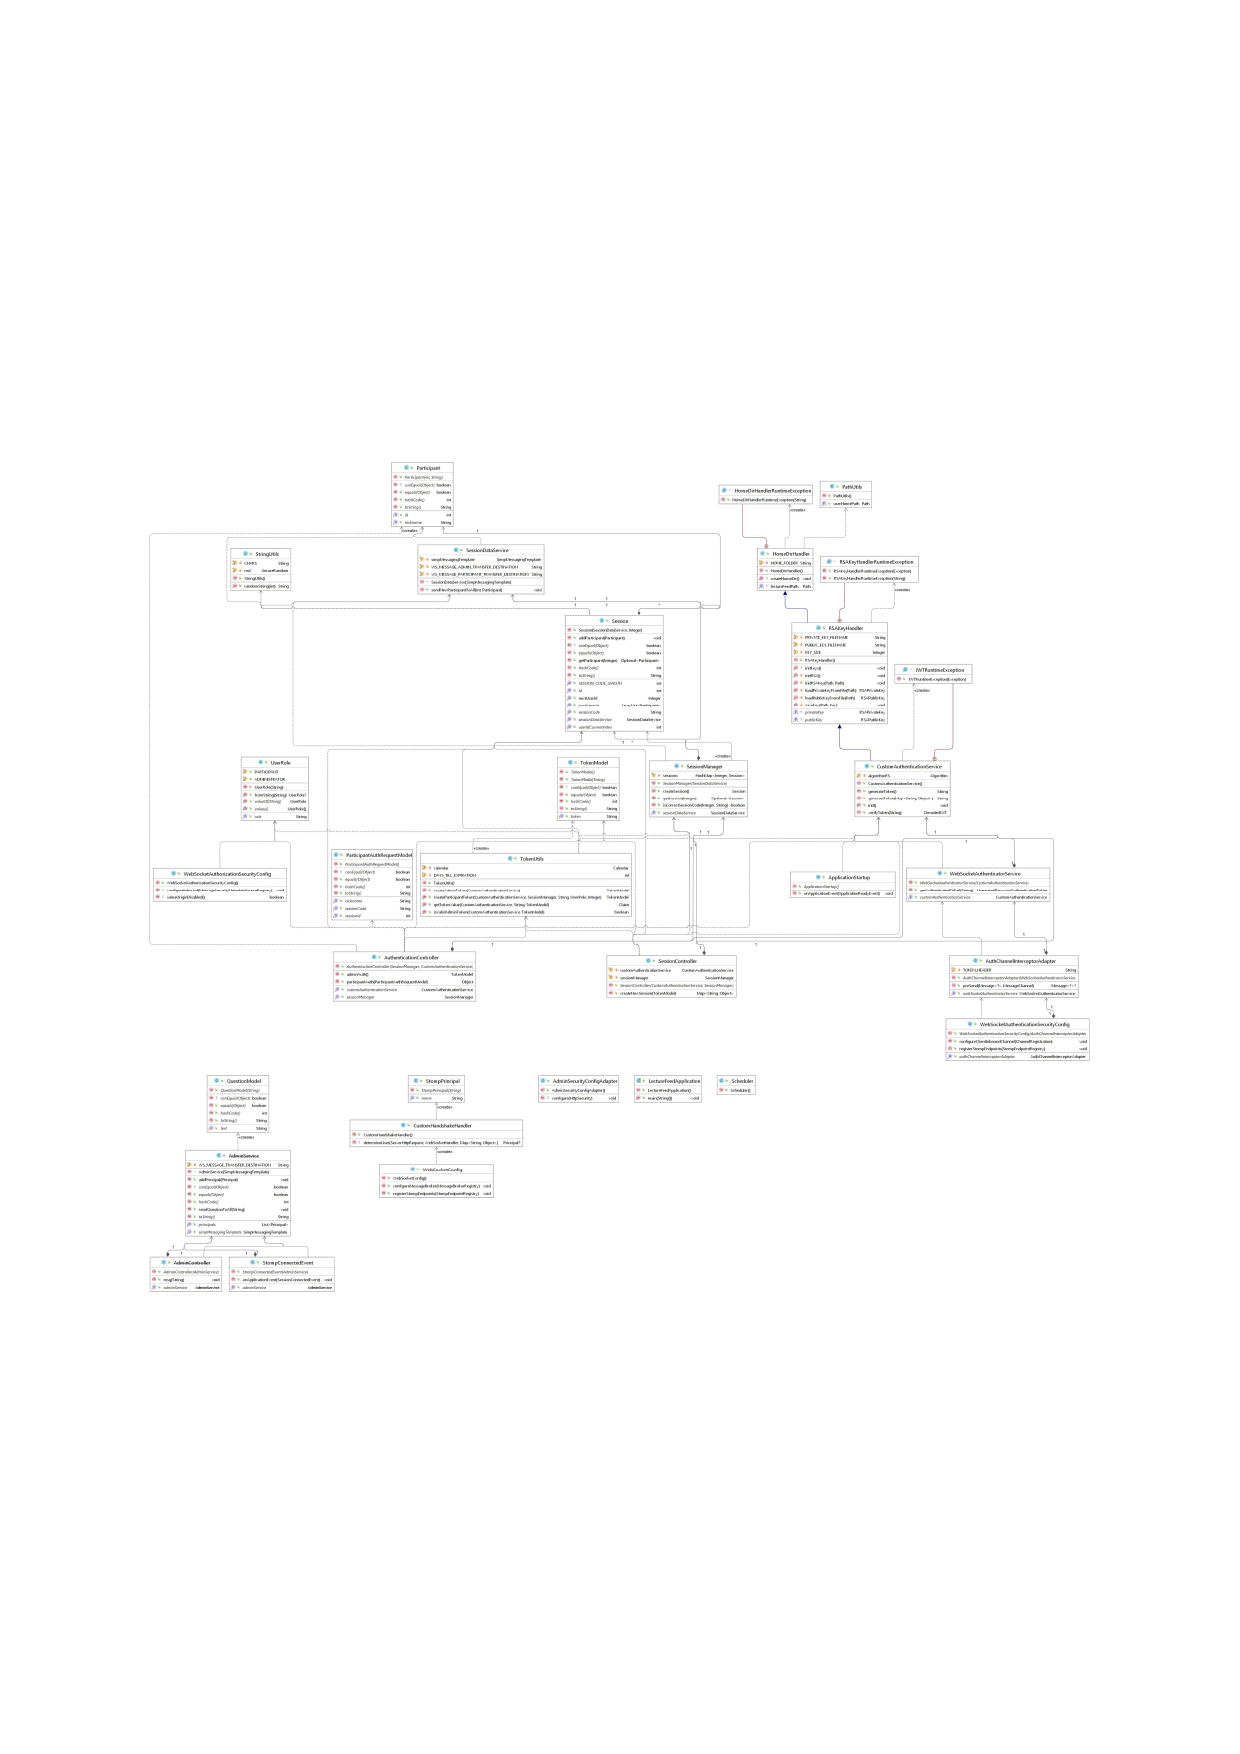 Participant
Participant(int, String)
canEqual(Object) boolean
equals(Object) boolean
hashCode() int
toString() String
id int
nickname String
HomeDirHandlerRuntimeException
HomeDirHandlerRuntimeException(String)
PathUtils
PathUtils()
userHomePath Path
«create»
«create»
StringUtils
CHARS String
rnd SecureRandom
StringUtils()
randomString(int) String
SessionDataService
simpMessagingTemplate SimpMessagingTemplate
WS_MESSAGE_ADMIN_TRANSFER_DESTINATION String
WS_MESSAGE_PARTICIPANT_TRANSFER_DESTINATION String
SessionDataService(SimpMessagingTemplate)
sendNewParticipantToAll(int, Participant) void
HomeDirHandler
HOME_FOLDER String
HomeDirHandler()
createHomeDir() void
lectureFeedPath Path
RSAKeyHandlerRuntimeException
RSAKeyHandlerRuntimeException(Exception)
RSAKeyHandlerRuntimeException(String)
«create»
Session
Session(SessionDataService, Integer)
addParticipant(Participant) void
canEqual(Object) boolean
equals(Object) boolean
getParticipant(Integer) Optional<Participant>
hashCode() int
toString() String
SESSION_CODE_LENGTH int
id int
nextUserId Integer
sessionCode String
sessionDataService SessionDataService
userIdCurrentIndex int
RSAKeyHandler
PRIVATE_KEY_FILENAME String
PUBLIC_KEY_FILENAME String
KEY_SIZE Integer
RSAKeyHandler()
initKeys() void
initRSA() void
initRSAKey(Path, Path) void
loadPrivateKeyFromFile(Path) RSAPrivateKey
loadPublicKeyFromFile(Path) RSAPublicKey
privateKey RSAPrivateKey
publicKey RSAPublicKey
JWTRuntimeException
JWTRuntimeException(Exception)
«create»
«create»
UserRole
PARTICIPANT
ADMINISTRATOR
UserRole(String)
fromString(String) UserRole?
valueOf(String) UserRole
values() UserRole[]
role String
TokenModel
TokenModel()
TokenModel(String)
canEqual(Object) boolean
equals(Object) boolean
hashCode() int
toString() String
token String
SessionManager
sessions HashMap<Integer, Session>
SessionManager(SessionDataService)
createSession() Session
isCorrectSessionCode(Integer, String) boolean
sessionDataService SessionDataService
CustomAuthenticationService
algorithmRS Algorithm
CustomAuthenticationService()
generateToken() String
init() void
verifyToken(String) DecodedJWT
«create»
WebSocketAuthorizationSecurityConfig
WebSocketAuthorizationSecurityConfig()
sameOriginDisabled() boolean
ParticipantAuthRequestModel
ParticipantAuthRequestModel()
canEqual(Object) boolean
equals(Object) boolean
hashCode() int
toString() String
nickname String
sessionCode String
sessionId int
TokenUtils
calendar Calendar
DAYS_TILL_EXPIRATION int
TokenUtils()
createParticipantToken(CustomAuthenticationService, SessionManager, String, UserRole, Integer) TokenModel
getTokenValue(CustomAuthenticationService, String, TokenModel) Claim
isValidAdminToken(CustomAuthenticationService, TokenModel) boolean
ApplicationStartup
ApplicationStartup()
onApplicationEvent(ApplicationReadyEvent) void
WebSocketAuthenticatorService
WebSocketAuthenticatorService(CustomAuthenticationService)
customAuthenticationService CustomAuthenticationService
AuthenticationController
AuthenticationController(SessionManager, CustomAuthenticationService)
adminAuth() TokenModel
participantAuth(ParticipantAuthRequestModel) Object
customAuthenticationService CustomAuthenticationService
sessionManager SessionManager
SessionController
customAuthenticationService CustomAuthenticationService
sessionManager SessionManager
SessionController(CustomAuthenticationService, SessionManager)
createNewSession(TokenModel) Map<String, Object>
AuthChannelInterceptorAdapter
TOKEN_HEADER String
AuthChannelInterceptorAdapter(WebSocketAuthenticatorService)
preSend(Message<?>, MessageChannel) Message<?>?
webSocketAuthenticatorService WebSocketAuthenticatorService
WebSocketAuthenticationSecurityConfig
WebSocketAuthenticationSecurityConfig(AuthChannelInterceptorAdapter)
configureClientInboundChannel(ChannelRegistration) void
registerStompEndpoints(StompEndpointRegistry) void
authChannelInterceptorAdapter AuthChannelInterceptorAdapter
QuestionModel
QuestionModel(String)
canEqual(Object) boolean
equals(Object) boolean
hashCode() int
toString() String
text String
«create»
StompPrincipal
StompPrincipal(String)
name String
«create»
AdminSecurityConfigAdapter
AdminSecurityConfigAdapter()
configure(HttpSecurity) void
LectureFeedApplication
LectureFeedApplication()
main(String[]) void
Scheduler
Scheduler()
CustomHandshakeHandler
CustomHandshakeHandler()
determineUser(ServerHttpRequest, WebSocketHandler, Map<String, Object>) Principal?
«create»
WebSocketConfig
WebSocketConfig()
configureMessageBroker(MessageBrokerRegistry) void
registerStompEndpoints(StompEndpointRegistry) void
AdminService
WS_MESSAGE_TRANSFER_DESTINATION String
AdminService(SimpMessagingTemplate)
addPrincipal(Principal) void
canEqual(Object) boolean
equals(Object) boolean
hashCode() int
sendQuestionToAll(String) void
toString() String
principals List<Principal>
simpMessagingTemplate SimpMessagingTemplate
AdminController
AdminController(AdminService)
msg(String) void
adminService AdminService
StompConnectedEvent
StompConnectedEvent(AdminService)
onApplicationEvent(SessionConnectedEvent) void
adminService AdminService